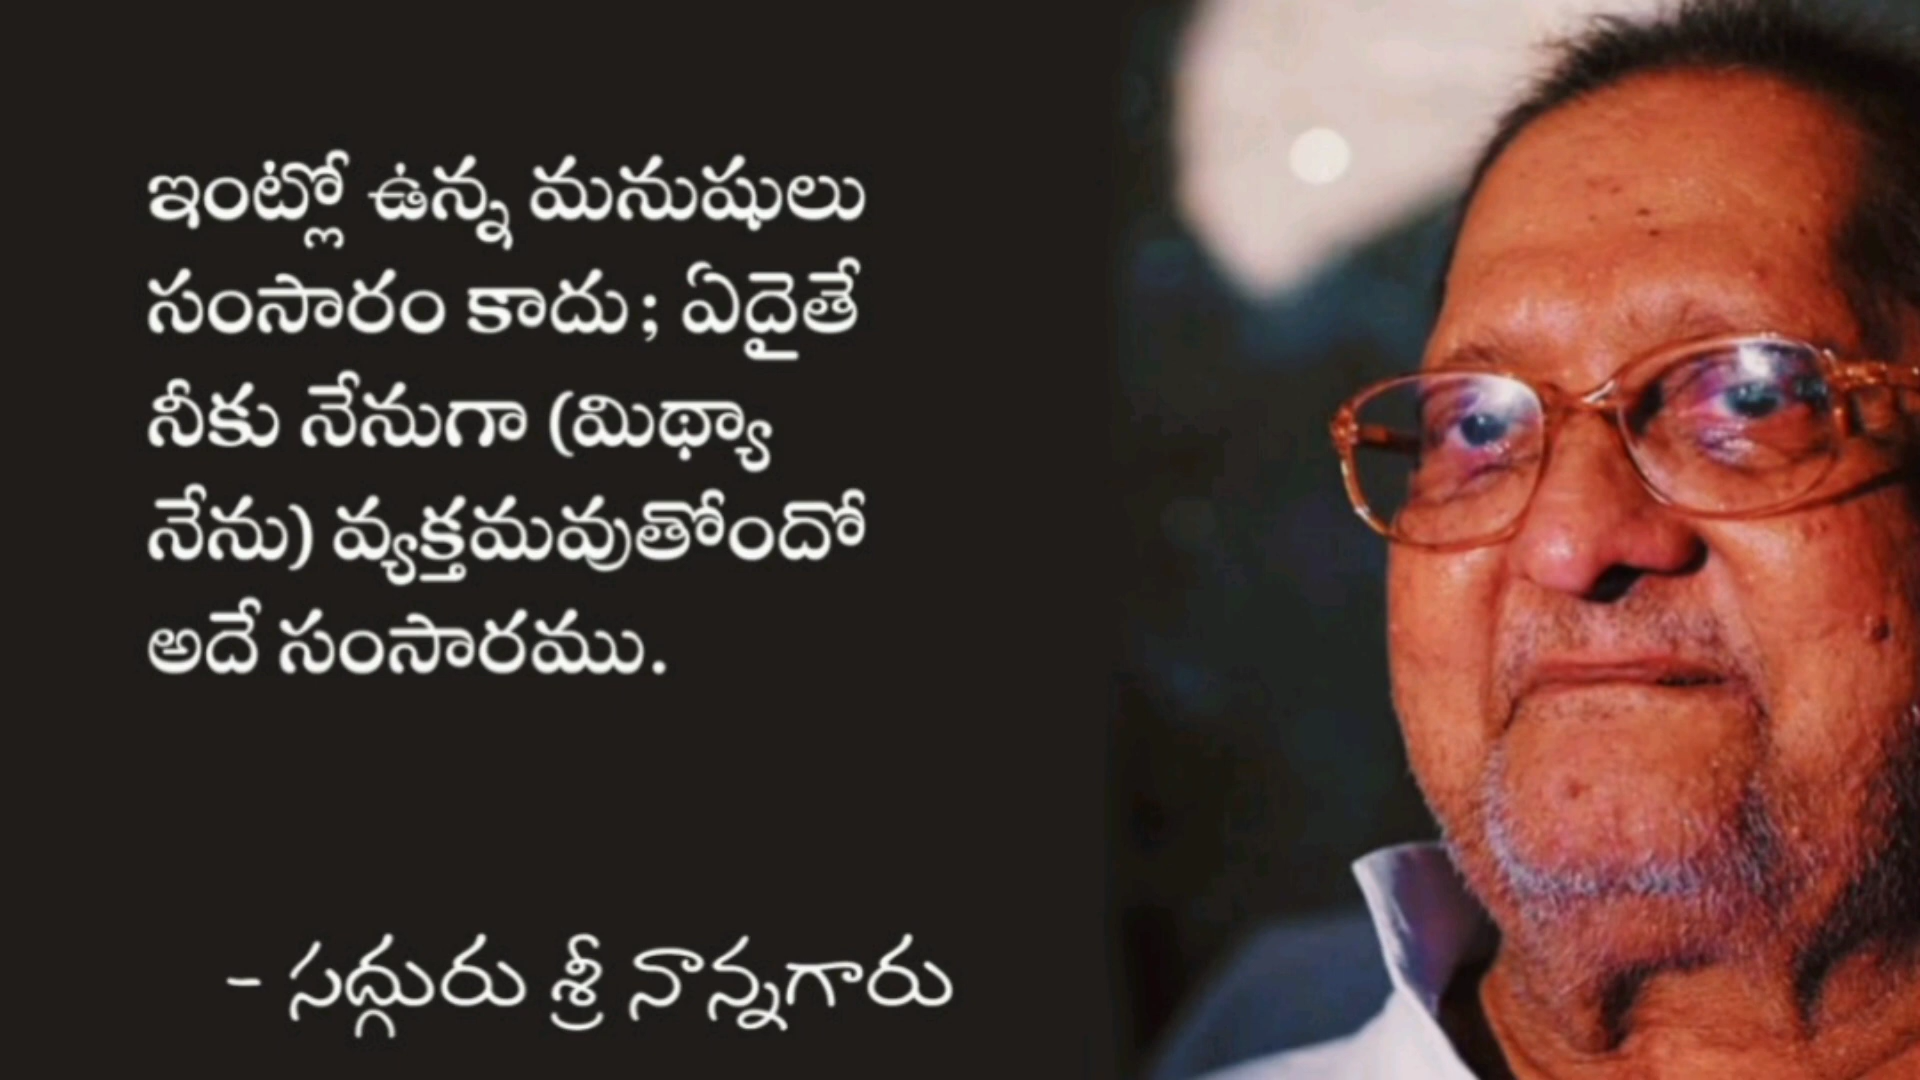 ఇంట్లో ఉన్న మనుషులు
సంసారం కాదు; ఏదైతే
నీకు నేనుగా (మిథ్యా
నేను) వ్యక్తమవుతోందో
అదే సంసారము.
- సద్గురు శ్రీ నాన్నగారు